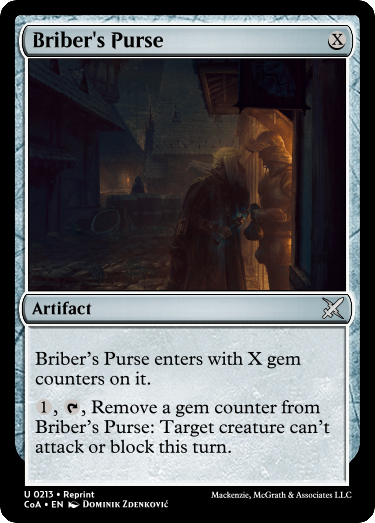 Briber's Purse X
Artifact
Briber's Purse enters with X gem
counters on it.
1, T, Remove a gem counter from
Briber's Purse: Target creature can't
attack or block this turn.
U 0213 • Reprint
CoA • EN Dominik Zdenković
Mackenzie, McGrath & Associates LLC